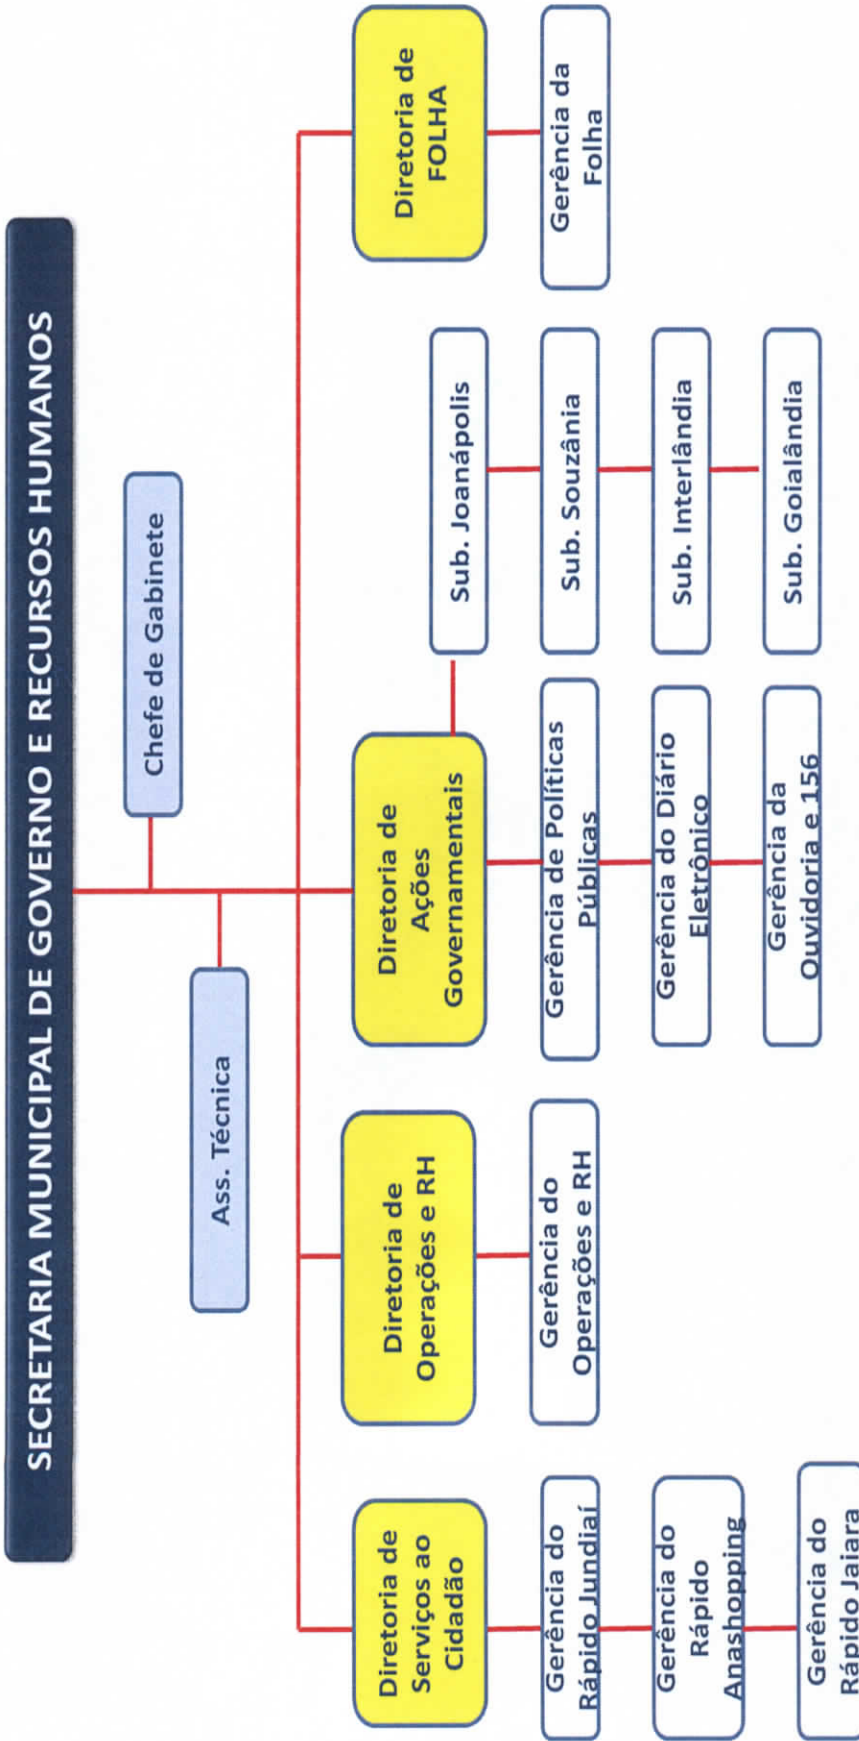 SECRETARIA MUNICIPAL DE GOVERNO E RECURSOS HUMANOS
Chefe de Gabinete
Ass. Técnica
Diretoria de
Serviços ao
Cidadão
Gerência do
Rápido Jundiaí
Gerência do
Rápido
Anashopping
Gerência do
Rápido Jaiara
Diretoria de
Operações e RH
Gerência do
Operações e RH
Diretoria de
Ações
Governamentais
Gerência de Políticas
Públicas
Gerência do Diário
Eletrônico
Gerência da
Ouvidoria e 156
Sub. Joanápolis
Sub. Souzânia
Sub. Interlândia
Sub. Goialândia
Diretoria de
FOLHA
Gerência da
Folha